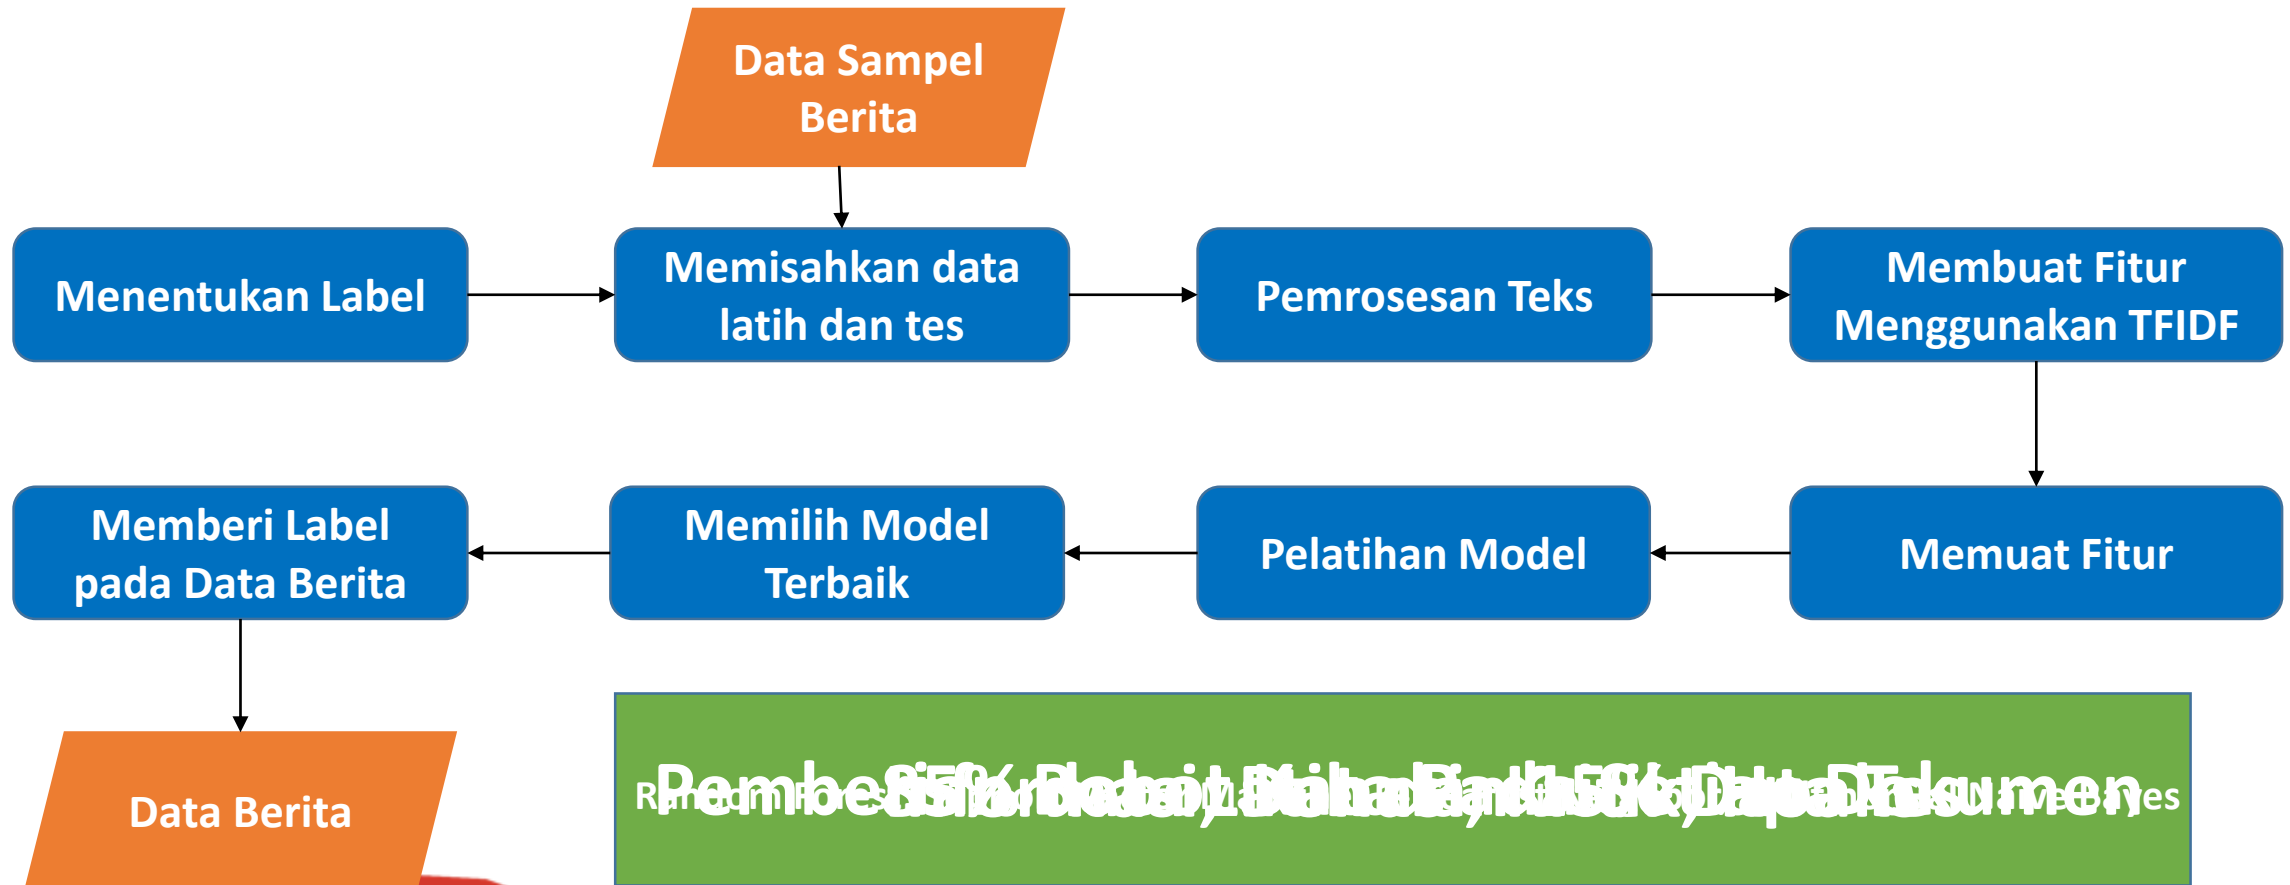 Data Sampel
Berita
Menentukan Label
Memisahkan data
latih dan tes
Pemrosesan Teks
Membuat Fitur
Menggunakan TFIDF
Memberi Label
pada Data Berita
Memilih Model
Terbaik
Pelatihan Model
Memuat Fitur
Data Berita